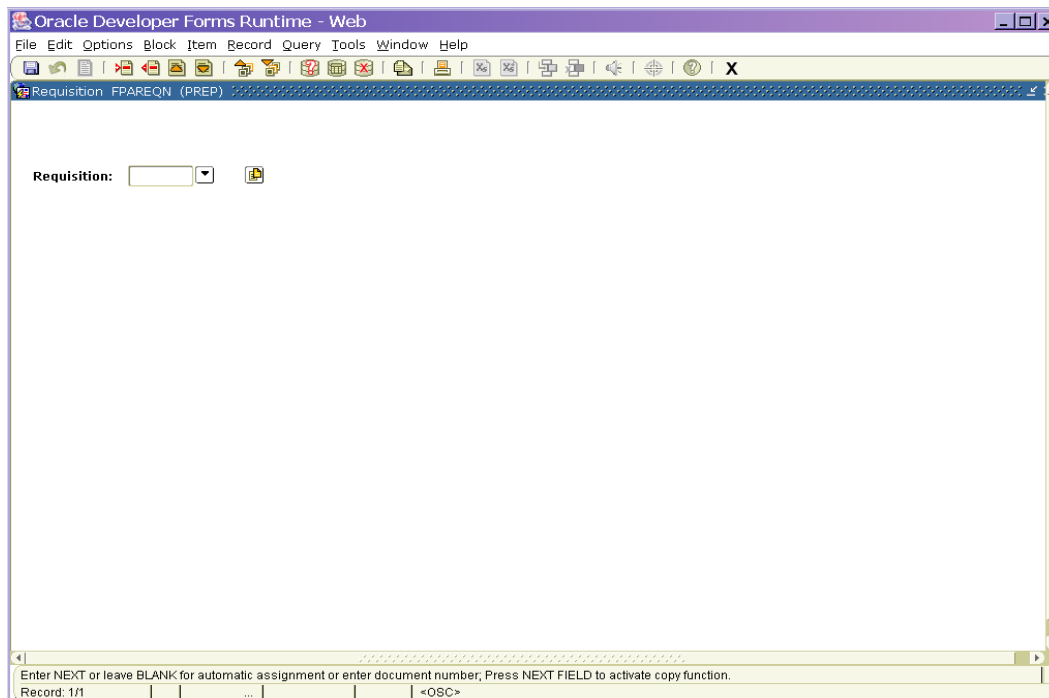 Oracle Developer Forms Runtime - Web
File Edit Options Block Item Record Query Tools Window Help
X
Requisition FPAREQN (PREP)
Requisition:
Enter NEXT or leave BLANK for automatic assignment or enter document number; Press NEXT FIELD to activate copy function.
Record: 1/1 ... <OSC>